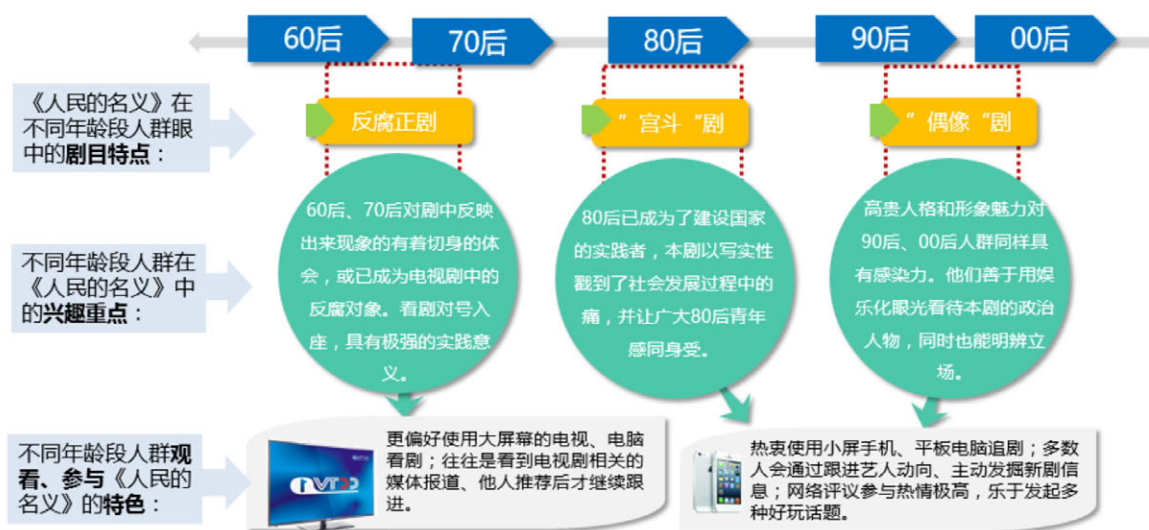 60后
70后
80后
90后
00后
《人民的名义》在
不同年龄段人群眼
中的剧目特点：
反腐正剧
”宫斗“剧
”偶像“剧
不同年龄段人群在
《人民的名义》中
的兴趣重点：
60后、70后对剧中反映
出来现象的有着切身的体
会，或已成为电视剧中的
反腐对象。看剧对号入
座，具有极强的实践意
义。
80后已成为了建设国家
的实践者，本剧以写实性
戳到了社会发展过程中的
痛，并让广大80后青年
感同身受。
高贵人格和形象魅力对
90后、00后人群同样具
有感染力。他们善于用娱
乐化眼光看待本剧的政治
人物，同时也能明辨立
场。
不同年龄段人群观
看、参与《人民的
名义》的特色：
更偏好使用大屏幕的电视、电脑
看剧；往往是看到电视剧相关的
媒体报道、他人推荐后才继续跟
进。
热衷使用小屏手机、平板电脑追剧；多数
人会通过跟进艺人动向、主动发掘新剧信
息；网络评议参与热情极高，乐于发起多
种好玩话题。